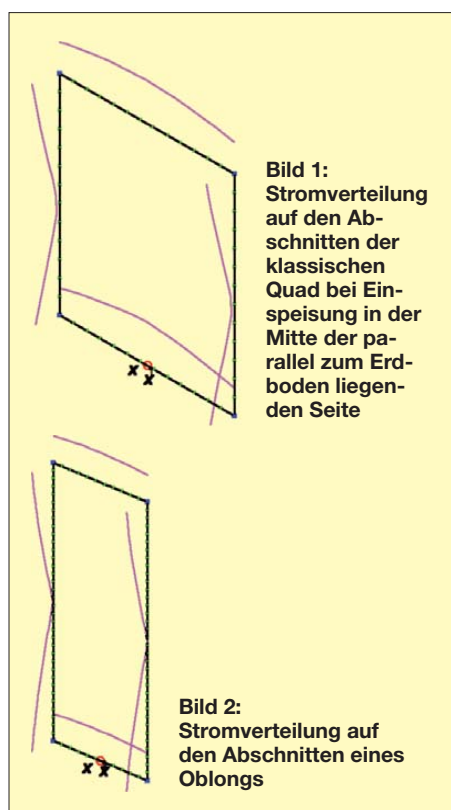 Bild 1:
Stromverteilung
auf den Ab-
schnitten der
klassischen
Quad bei Ein-
speisung in der
Mitte der pa-
rallel zum Erd-
boden liegen-
den Seite
x x
Bild 2:
Stromverteilung auf
den Abschnitten eines
Oblongs
x x